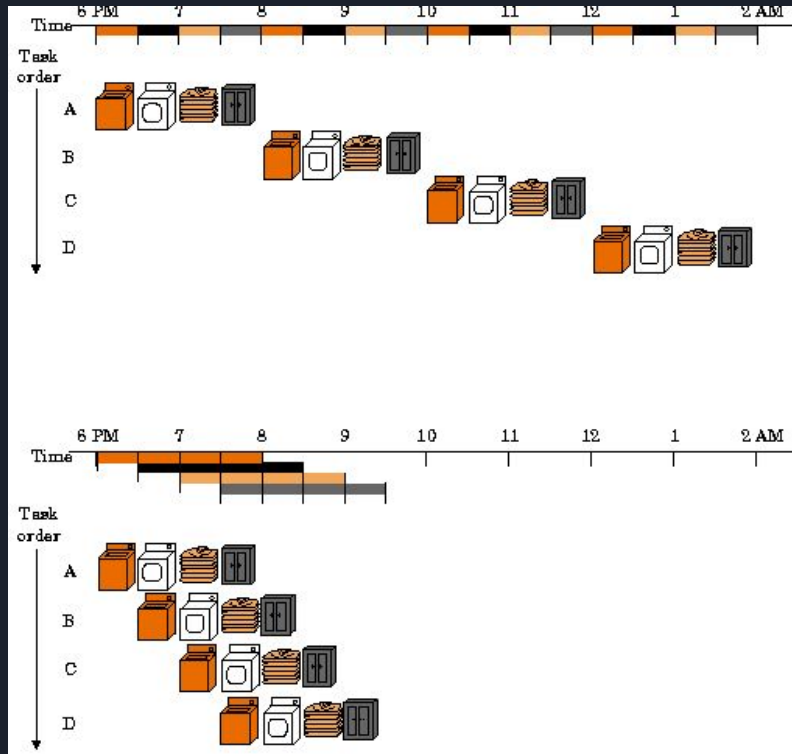 6 PM 7 8 9 10 11 12 1 2 AM
Time
Task
order
A
B
C
D
6 PM 7 8 9 10 11 12 1 2 AM
Time
Task
order
A
B
C
D